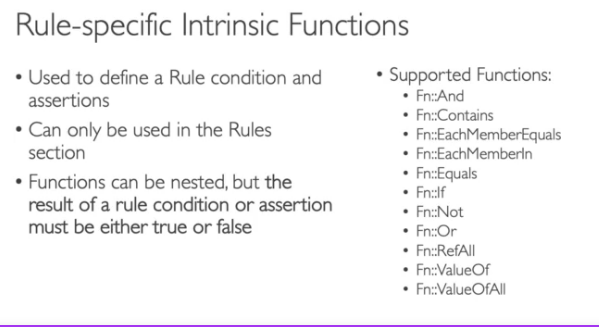 Rule-specific Intrinsic Functions
• Used to define a Rule condition and
assertions
• Can only be used in the Rules
section
• Functions can be nested, but the
result of a rule condition or assertion
must be either true or false
• Supported Functions:
• Fn::And
• Fn::Contains
• Fn::EachMemberEquals
• Fn::EachMemberIn
• Fn::Equals
• Fn::If
• Fn::Not
• Fn::Or
• Fn::RefAll
• Fn::ValueOf
• Fn::ValueOfAll